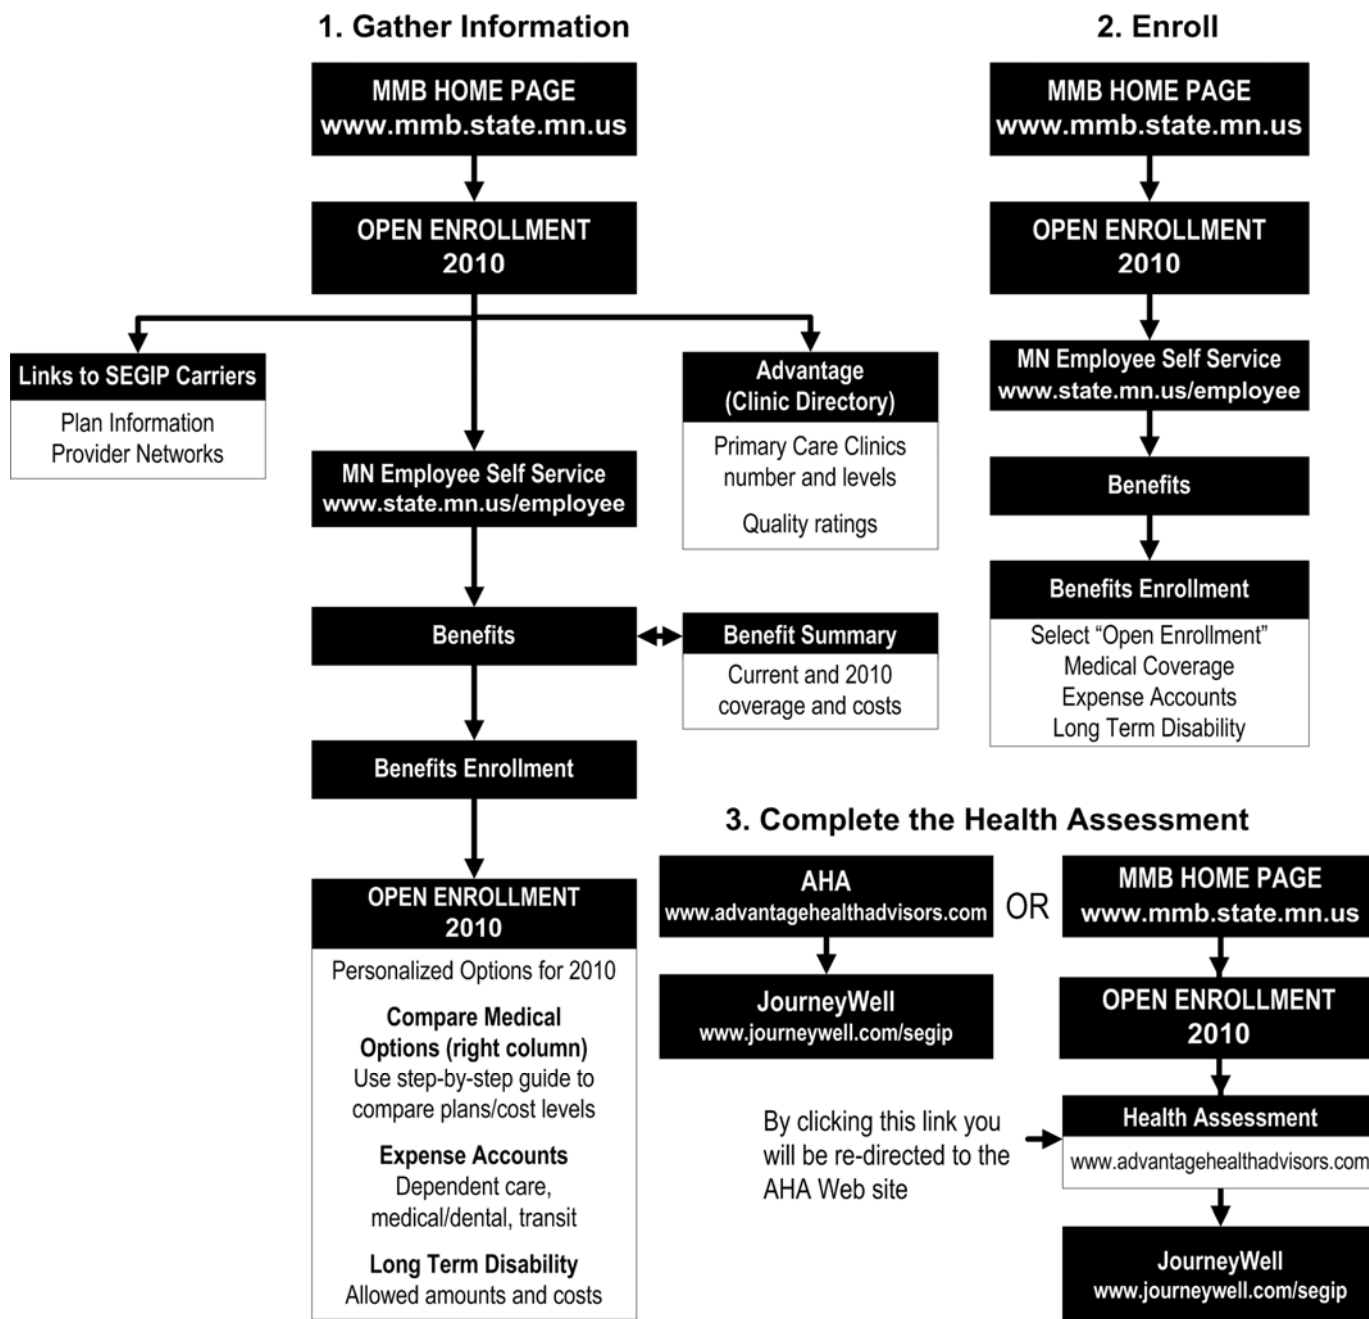 1. Gather Information
MMB HOME PAGE
www.mmb.state.mn.us
OPEN ENROLLMENT
2010
Links to SEGIP Carriers
Plan Information
Provider Networks
Advantage
(Clinic Directory)
Primary Care Clinics
number and levels
Quality ratings
MN Employee Self Service
www.state.mn.us/employee
Benefits
Benefit Summary
Current and 2010
coverage and costs
Benefits Enrollment
OPEN ENROLLMENT
2010
Personalized Options for 2010
Compare Medical
Options (right column)
Use step-by-step guide to
compare plans/cost levels
Expense Accounts
Dependent care,
medical/dental, transit
Long Term Disability
Allowed amounts and costs
2. Enroll
MMB HOME PAGE
www.mmb.state.mn.us
OPEN ENROLLMENT
2010
MN Employee Self Service
www.state.mn.us/employee
Benefits
Benefits Enrollment
Select “Open Enrollment”
Medical Coverage
Expense Accounts
Long Term Disability
3. Complete the Health Assessment
AHA
www.advantagehealthadvisors.com
JourneyWell
www.journeywell.com/segip
OR
MMB HOME PAGE
www.mmb.state.mn.us
OPEN ENROLLMENT
2010
By clicking this link you
will be re-directed to the
AHA Web site
Health Assessment
www.advantagehealthadvisors.com
JourneyWell
www.journeywell.com/segip